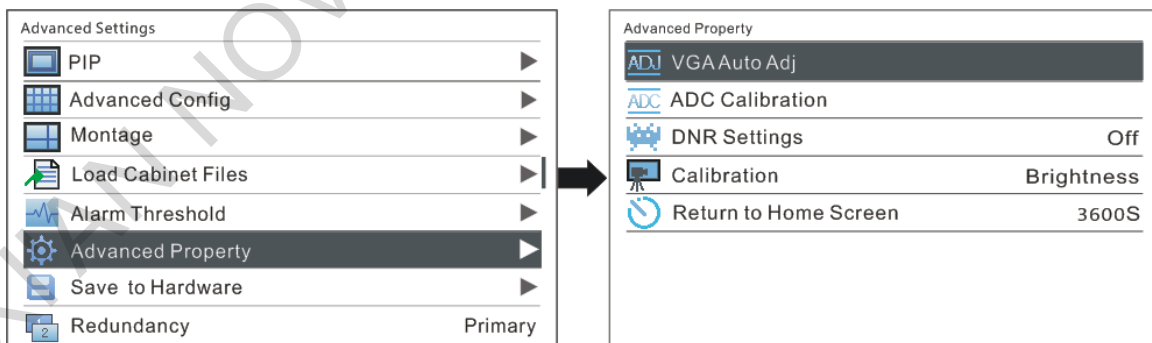 Advanced Settings
PIP
Advanced Config
Montage
Load Cabinet Files
Alarm Threshold
Advanced Property
Save to Hardware
2 Redundancy Primary
Advanced Property
ADJ VGA Auto Adj
ADC ADC Calibration
DNR Settings Off
Calibration Brightness
Return to Home Screen 3600S